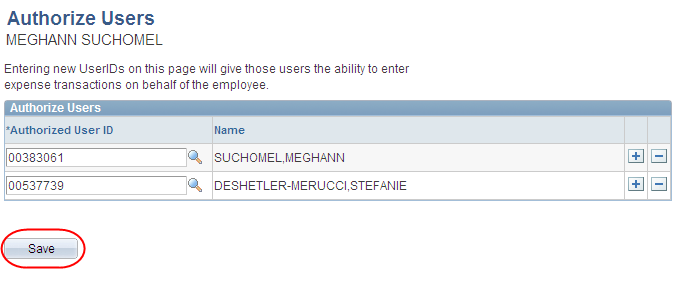 Authorize Users
MEGHANN SUCHOMEL
Entering new UserIDs on this page will give those users the ability to enter
expense transactions on behalf of the employee.
Authorize Users
*Authorized User ID Name
00383061 SUCHOMEL,MEGHANN
00537739 DESHETLER-MERUCCI,STEFANIE
Save